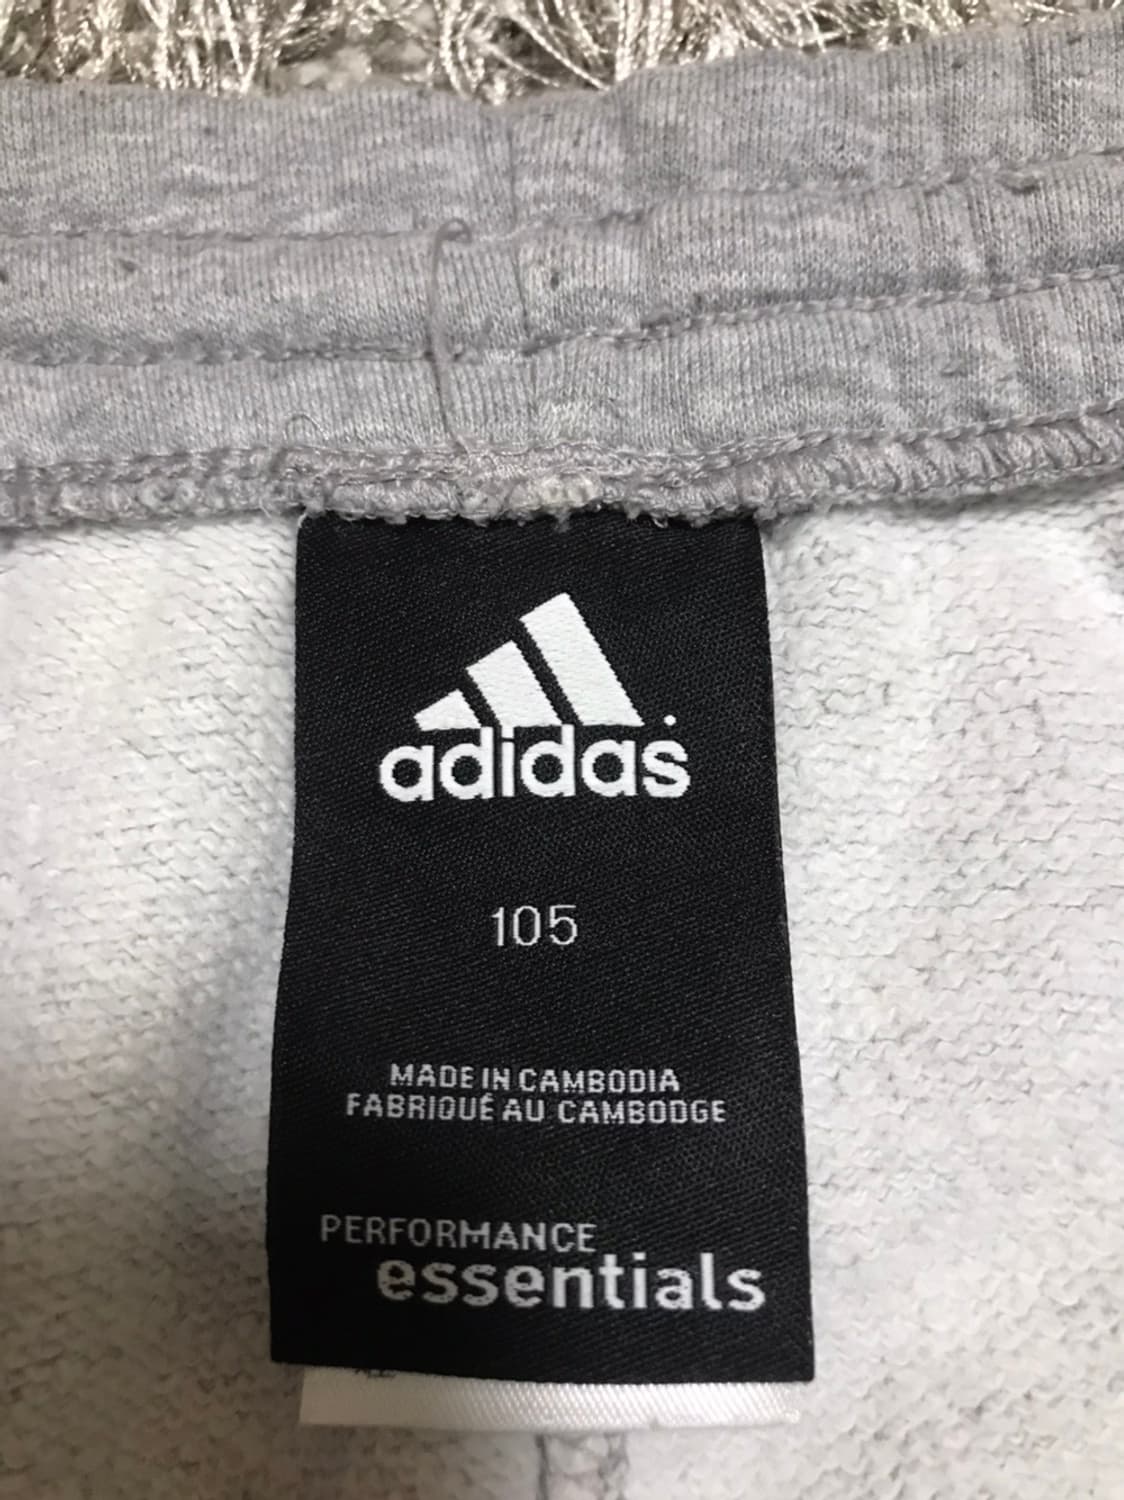 adidas
105
MADE IN CAMBODIA
FABRIQUÉ AU CAMBODGE
PERFORMANCE
essentials